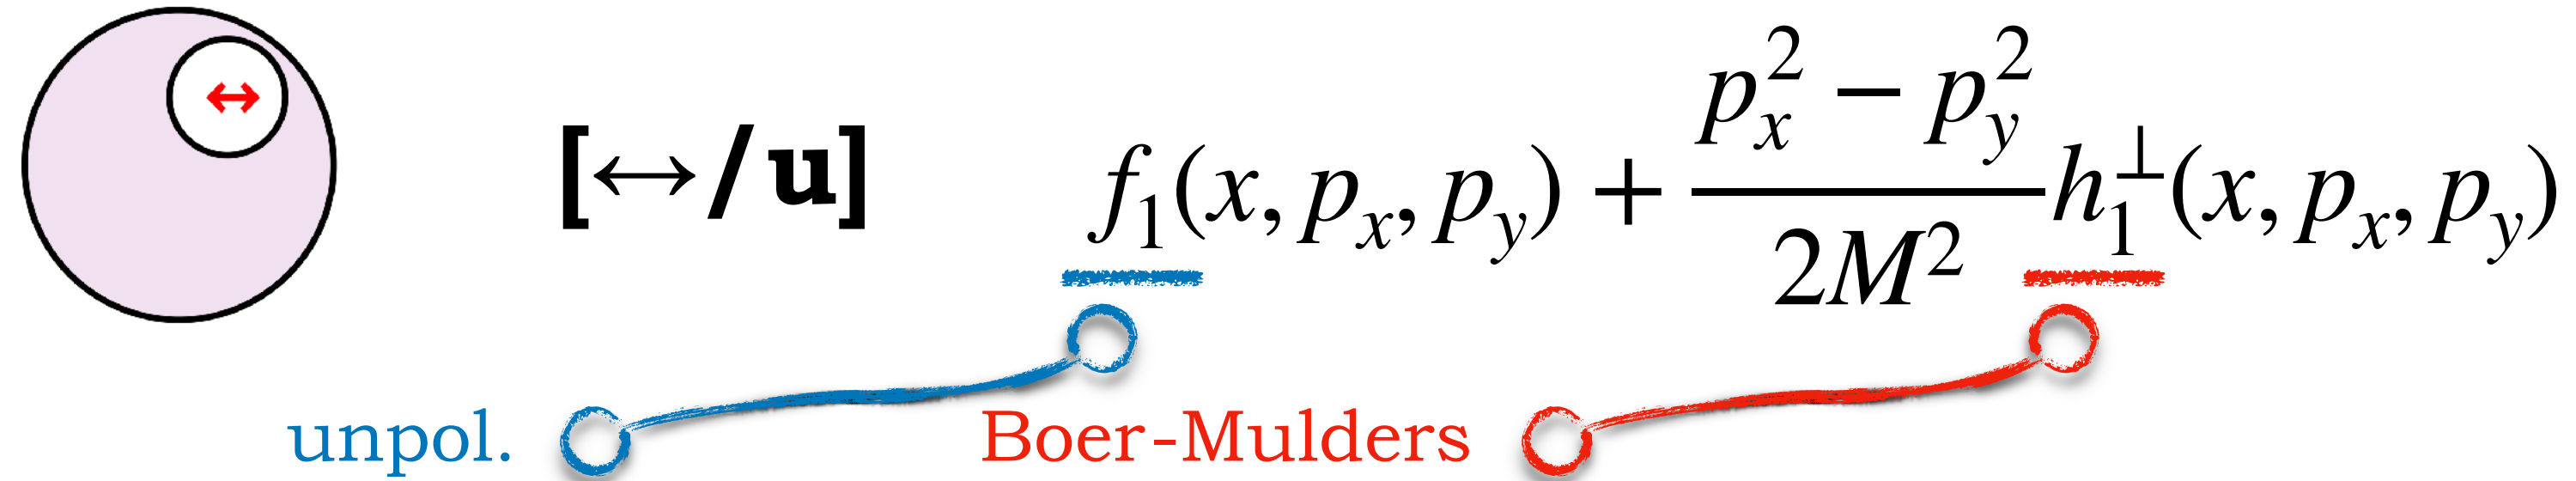 [↔/u] f₁(x, pₓ, p_y) + (pₓ² − p_y²)/(2M²) h₁^⊥(x, pₓ, p_y)
unpol. Boer-Mulders